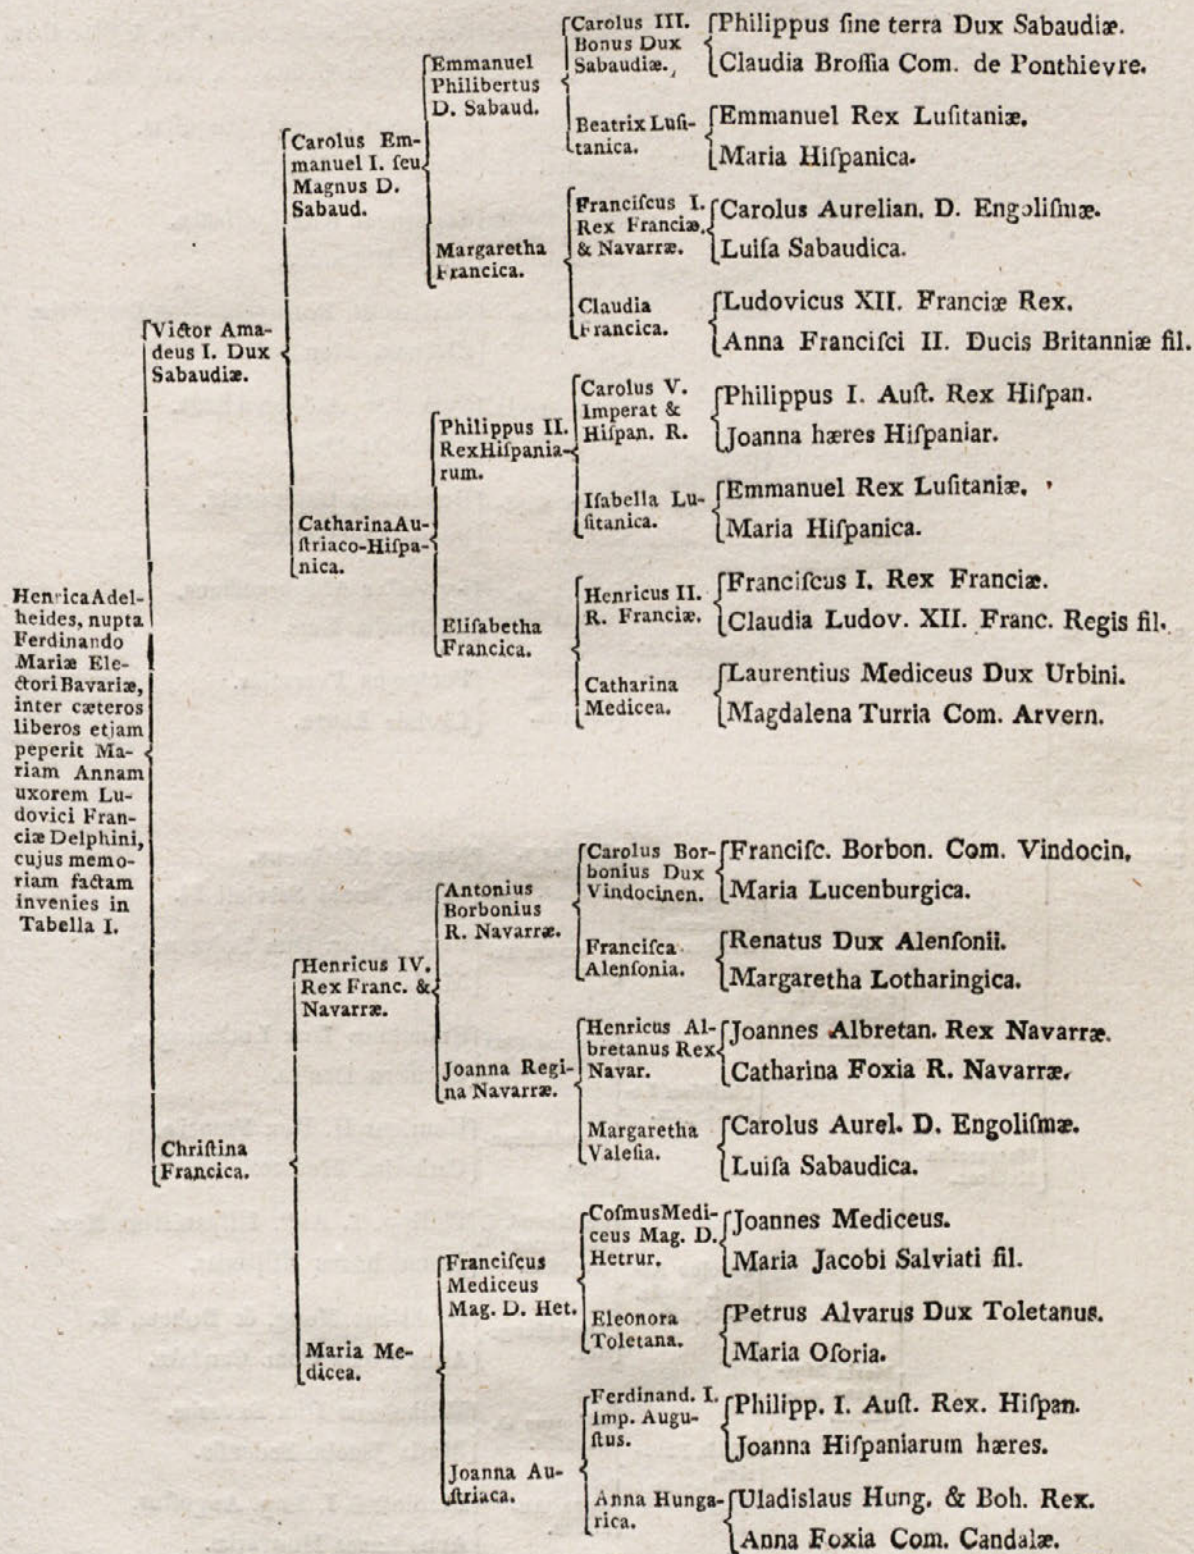 Henrica Adel-
heides, nupta
Ferdinando
Mariæ Ele-
ctori Bavariæ,
inter cæteros
liberos etjam
peperit Ma-
riam Annam
uxorem Lu-
dovici Fran-
ciæ Delphini,
cujus memo-
riam factam
invenies in
Tabella I.
Victor Ama-
deus I. Dux
Sabaudiæ.
Carolus Em-
manuel I. ſeu
Magnus D.
Sabaud.
Emmanuel
Philibertus
D. Sabaud.
Carolus III.
Bonus Dux
Sabaudiæ.
Philippus ſine terra Dux Sabaudiæ.
Claudia Broſſia Com. de Ponthievre.
Beatrix Luſi-
tanica.
Emmanuel Rex Luſitaniæ.
Maria Hiſpanica.
Margaretha
Francica.
Franciſcus I.
Rex Franciæ,
& Navarræ.
Carolus Aurelian. D. Engoliſmæ.
Luiſa Sabaudica.
Claudia
Francica.
Ludovicus XII. Franciæ Rex.
Anna Franciſci II. Ducis Britanniæ fil.
Catharina Au-
ſtriaco-Hiſpa-
nica.
Philippus II.
Rex Hiſpania-
rum.
Carolus V.
Imperat &
Hiſpan. R.
Philippus I. Auſt. Rex Hiſpan.
Joanna hæres Hiſpaniar.
Iſabella Lu-
ſitanica.
Emmanuel Rex Luſitaniæ.
Maria Hiſpanica.
Eliſabetha
Francica.
Henricus II.
R. Franciæ.
Franciſcus I. Rex Franciæ.
Claudia Ludov. XII. Franc. Regis fil.
Catharina
Medicea.
Laurentius Mediceus Dux Urbini.
Magdalena Turria Com. Arvern.
Chriſtina
Francica.
Henricus IV.
Rex Franc. &
Navarræ.
Antonius
Borbonius
R. Navarræ.
Carolus Bor-
bonius Dux
Vindocinen.
Franciſc. Borbon. Com. Vindocin.
Maria Lucenburgica.
Franciſca
Alenſonia.
Renatus Dux Alenſonii.
Margaretha Lotharingica.
Joanna Regi-
na Navarræ.
Henricus Al-
bretanus Rex
Navar.
Joannes Albretan. Rex Navarræ.
Catharina Foxia R. Navarræ.
Margaretha
Valeſia.
Carolus Aurel. D. Engoliſmæ.
Luiſa Sabaudica.
Maria Me-
dicea.
Franciſcus
Mediceus
Mag. D. Het.
Coſmus Medi-
ceus Mag. D.
Hetrur.
Joannes Mediceus.
Maria Jacobi Salviati fil.
Eleonora
Toletana.
Petrus Alvarus Dux Toletanus.
Maria Oſoria.
Joanna Au-
ſtriaca.
Ferdinand. I.
Imp. Augu-
ſtus.
Philipp. I. Auſt. Rex. Hiſpan.
Joanna Hiſpaniarum hæres.
Anna Hunga-
rica.
Uladislaus Hung. & Boh. Rex.
Anna Foxia Com. Candalæ.